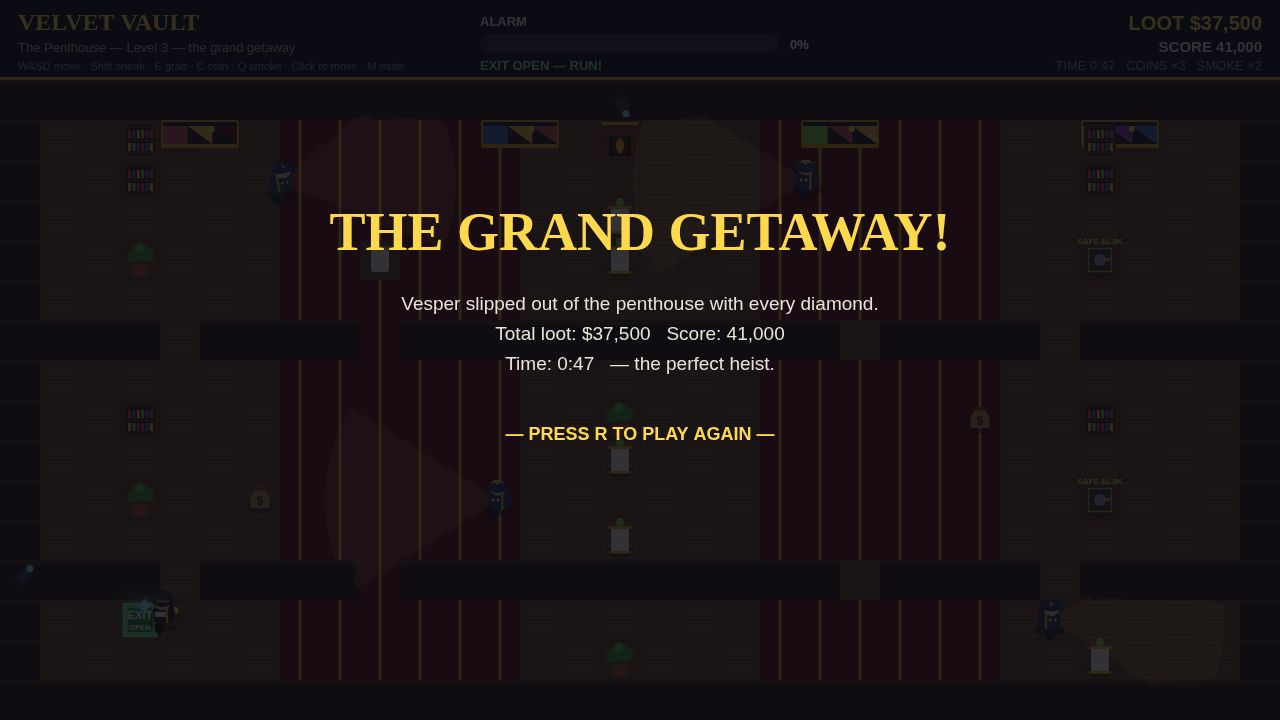 VELVET VAULT
The Penthouse — Level 3 — the grand getaway
WASD move · Shift sneak · E grab · C coin · Q smoke · Click to move · M mute
ALARM
0%
EXIT OPEN — RUN!
LOOT $37,500
SCORE 41,000
TIME 0:47 COINS ×3 SMOKE ×2
THE GRAND GETAWAY!
SAFE $2.5K
Vesper slipped out of the penthouse with every diamond.
Total loot: $37,500 Score: 41,000
Time: 0:47 — the perfect heist.
$
— PRESS R TO PLAY AGAIN —
SAFE $2.5K
$
EXIT
OPEN